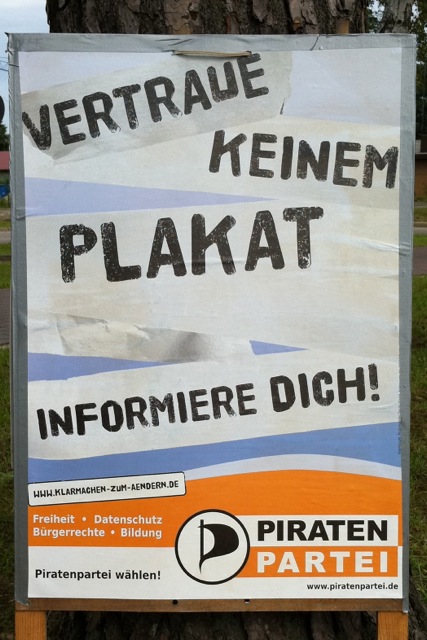 VERTRAUE
KEINEM
PLAKAT
INFORMIERE DICH!
WWW.KLARMACHEN-ZUM-AENDERN.DE
Freiheit • Datenschutz
Bürgerrechte • Bildung
Piratenpartei wählen!
PIRATEN
PARTEI
www.piratenpartei.de